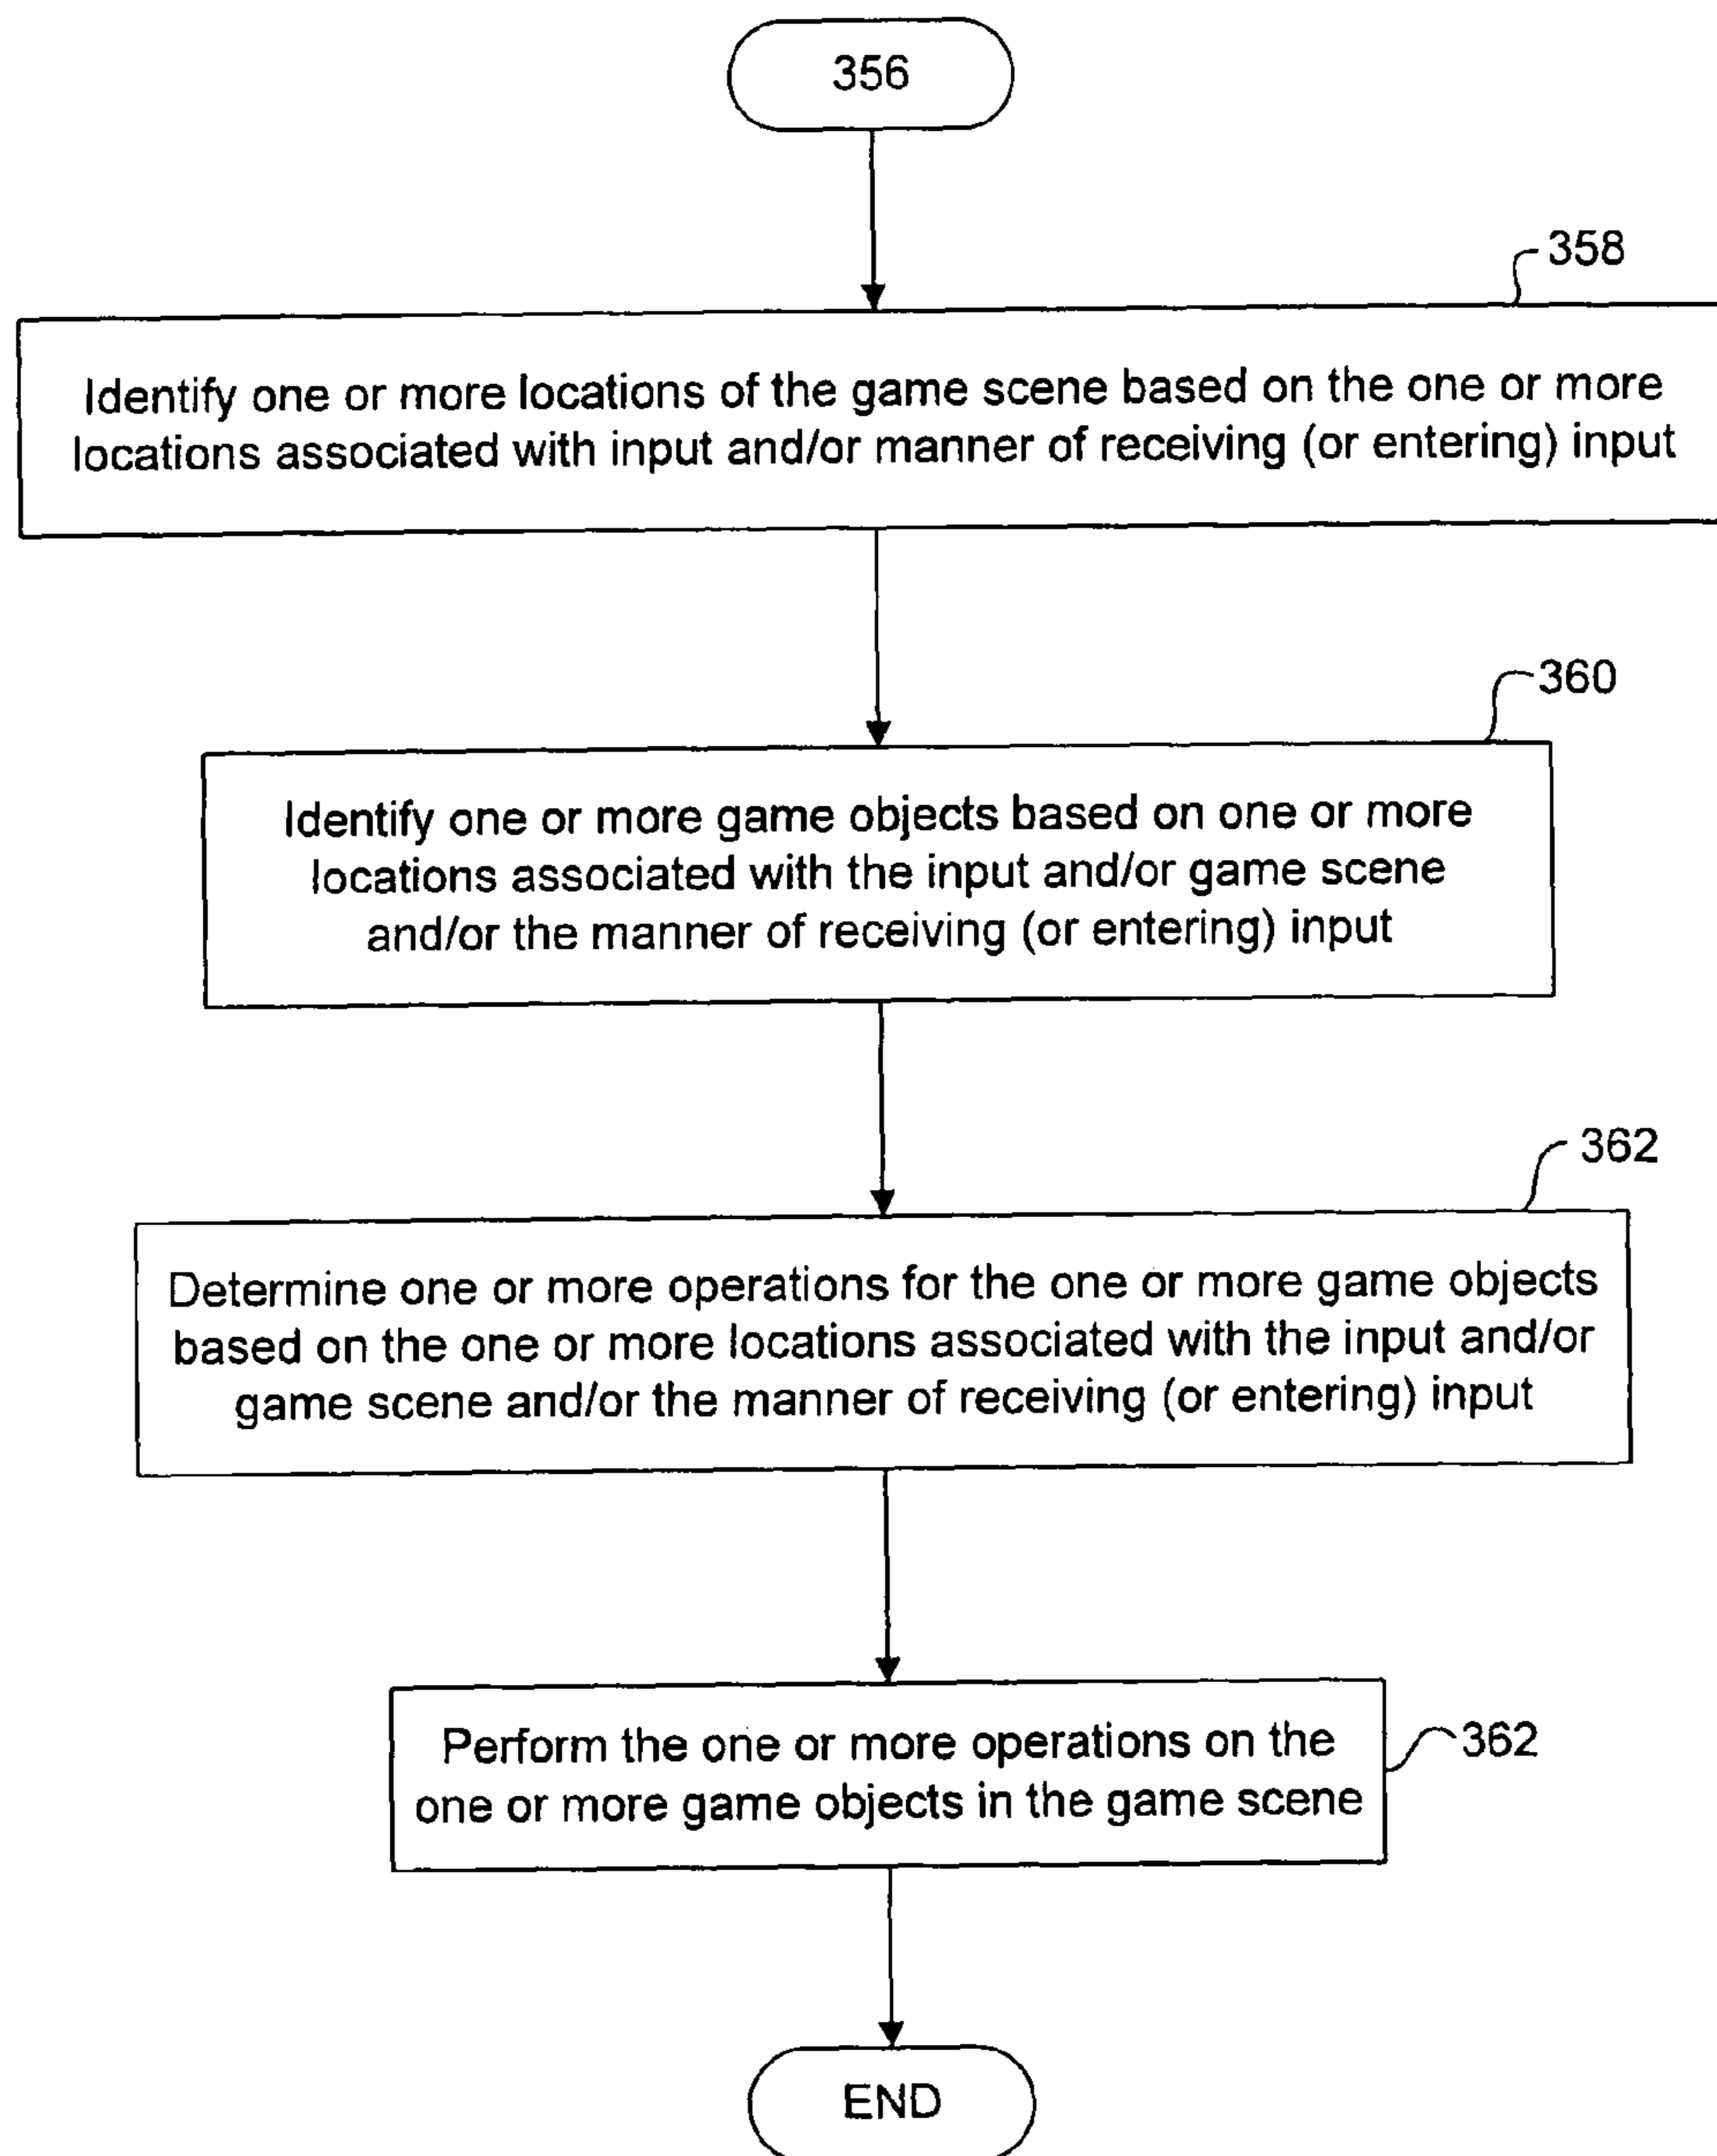 356
358
Identify one or more locations of the game scene based on the one or more
locations associated with input and/or manner of receiving (or entering) input
360
Identify one or more game objects based on one or more
locations associated with the input and/or game scene
and/or the manner of receiving (or entering) input
362
Determine one or more operations for the one or more game objects
based on the one or more locations associated with the input and/or
game scene and/or the manner of receiving (or entering) input
Perform the one or more operations on the
one or more game objects in the game scene
362
END